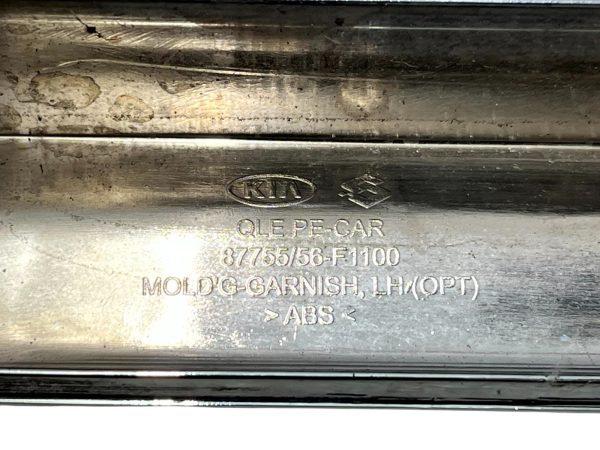 KIA
QLE PE-CAR
87755/56-F1100
MOLD'G-GARNISH, LH/(OPT)
> ABS <